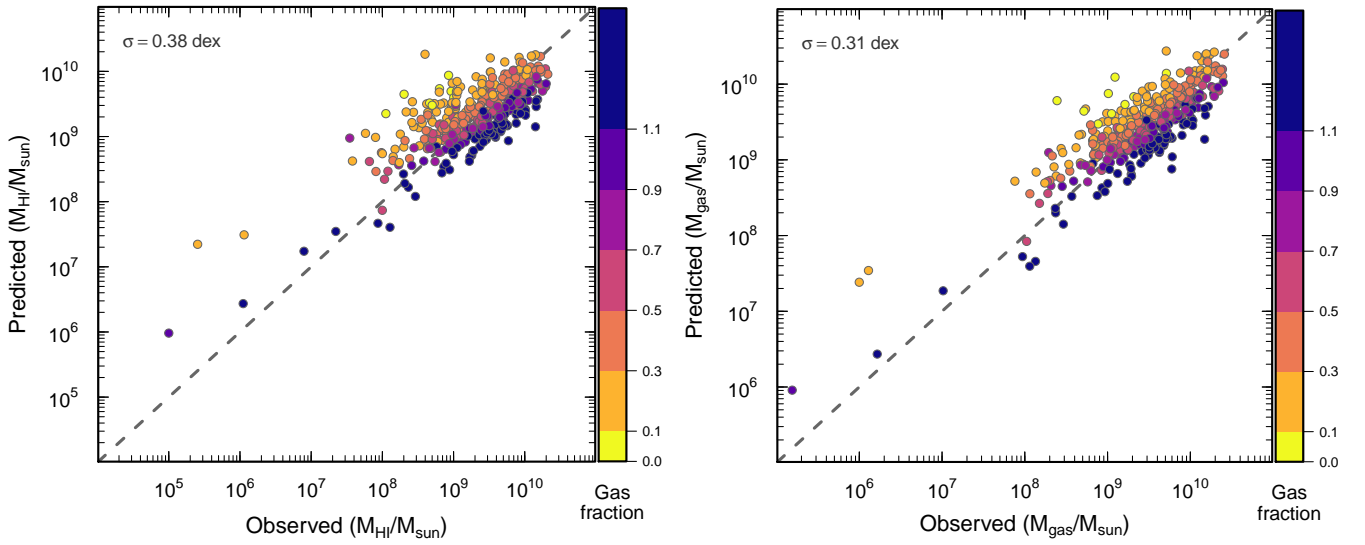 σ = 0.38 dex
Predicted (M_HI/M_sun)
10^10
10^9
10^8
10^7
10^6
10^5
10^5 10^6 10^7 10^8 10^9 10^10
Observed (M_HI/M_sun)
1.1
0.9
0.7
0.5
0.3
0.1
0.0
Gas
fraction
σ = 0.31 dex
Predicted (M_gas/M_sun)
10^10
10^9
10^8
10^7
10^6
10^6 10^7 10^8 10^9 10^10
Observed (M_gas/M_sun)
1.1
0.9
0.7
0.5
0.3
0.1
0.0
Gas
fraction